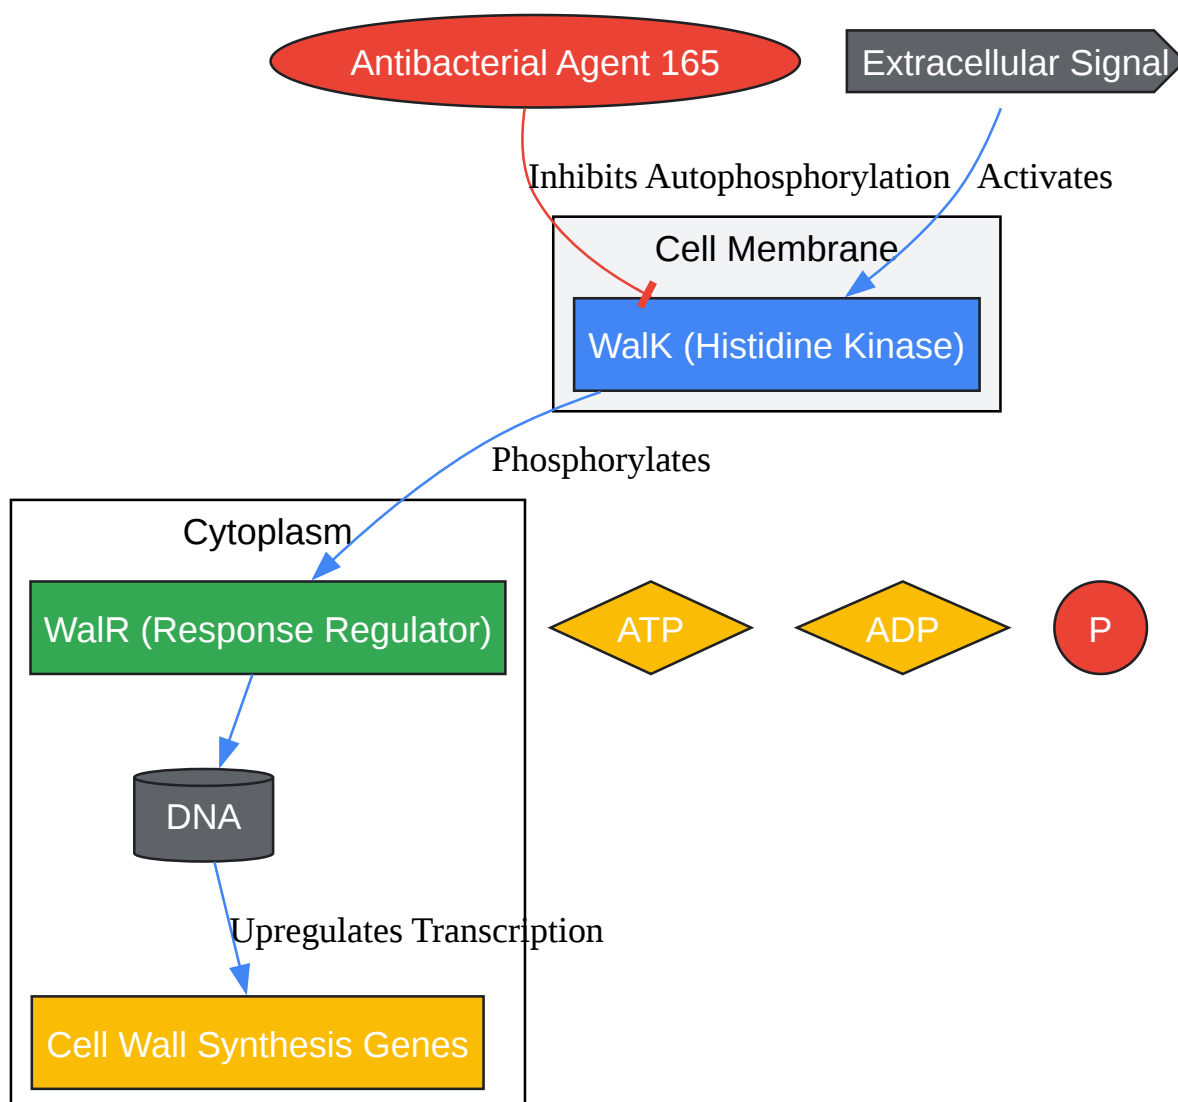 Antibacterial Agent 165
Extracellular Signal
Inhibits Autophosphorylation
Activates
Cell Membrane
WalK (Histidine Kinase)
Phosphorylates
Cytoplasm
WalR (Response Regulator)
ATP
ADP
P
DNA
Upregulates Transcription
Cell Wall Synthesis Genes